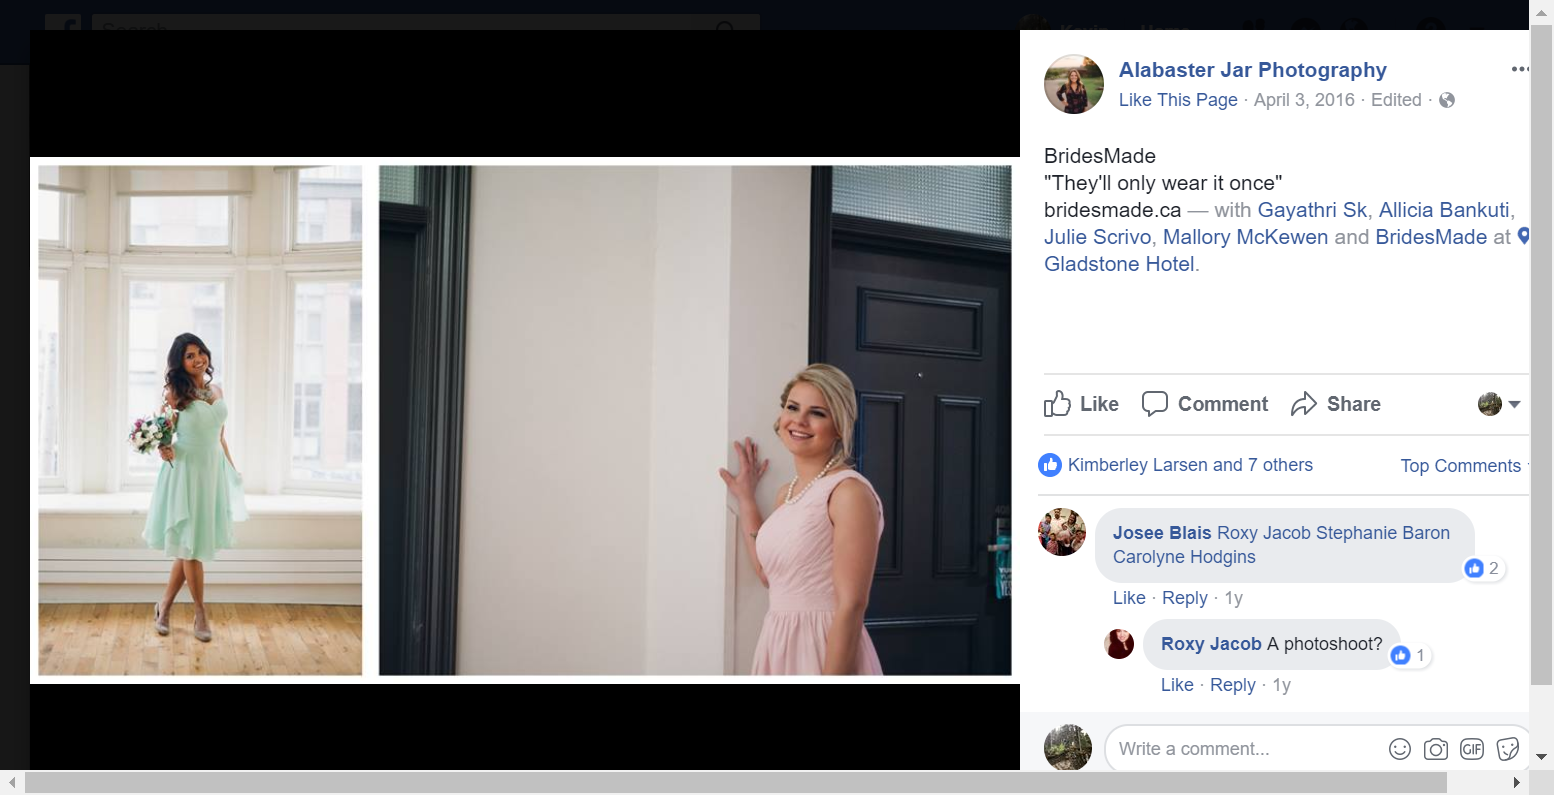 Search
Home
Alabaster Jar Photography
Like This Page · April 3, 2016 · Edited ·
BridesMade
"They'll only wear it once"
bridesmade.ca — with Gayathri Sk, Allicia Bankuti,
Julie Scrivo, Mallory McKewen and BridesMade at
Gladstone Hotel.
Like Comment Share
Kimberley Larsen and 7 others
Top Comments
Josee Blais Roxy Jacob Stephanie Baron
Carolyne Hodgins
2
Like · Reply · 1y
Roxy Jacob A photoshoot?
1
Like · Reply · 1y
Write a comment...
GIF